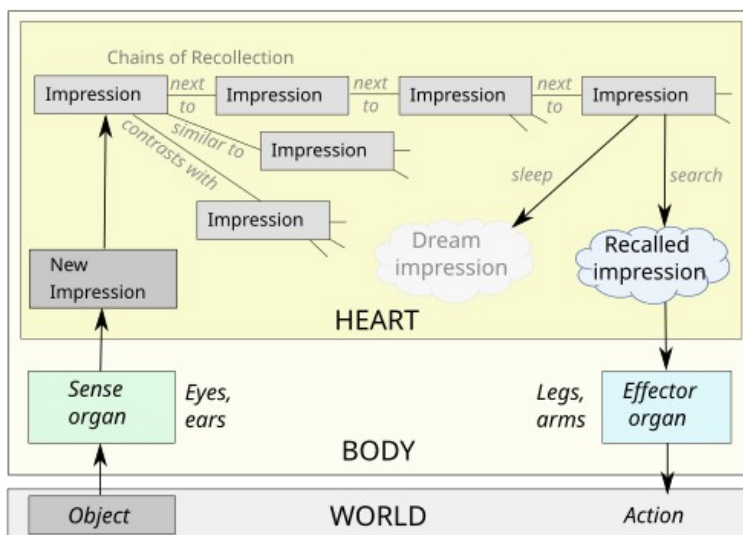 Chains of Recollection
Impression
next
to
Impression
next
to
Impression
next
to
Impression
similar to
contrasts with
Impression
Impression
sleep
search
Dream
impression
Recalled
impression
New
Impression
HEART
Sense
organ
Eyes,
ears
Legs,
arms
Effector
organ
BODY
Object
WORLD
Action